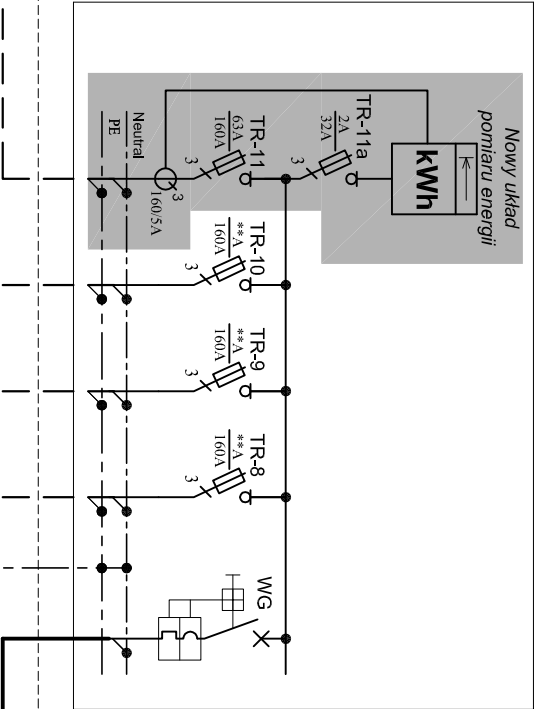 Nowy układ
pomiaru energii
kWh
TR-11a
2A
32A
3
TR-11
63A
160A
3
3
160/5A
Neutral
PE
TR-10
**A
160A
3
TR-9
**A
160A
3
TR-8
**A
160A
3
WG